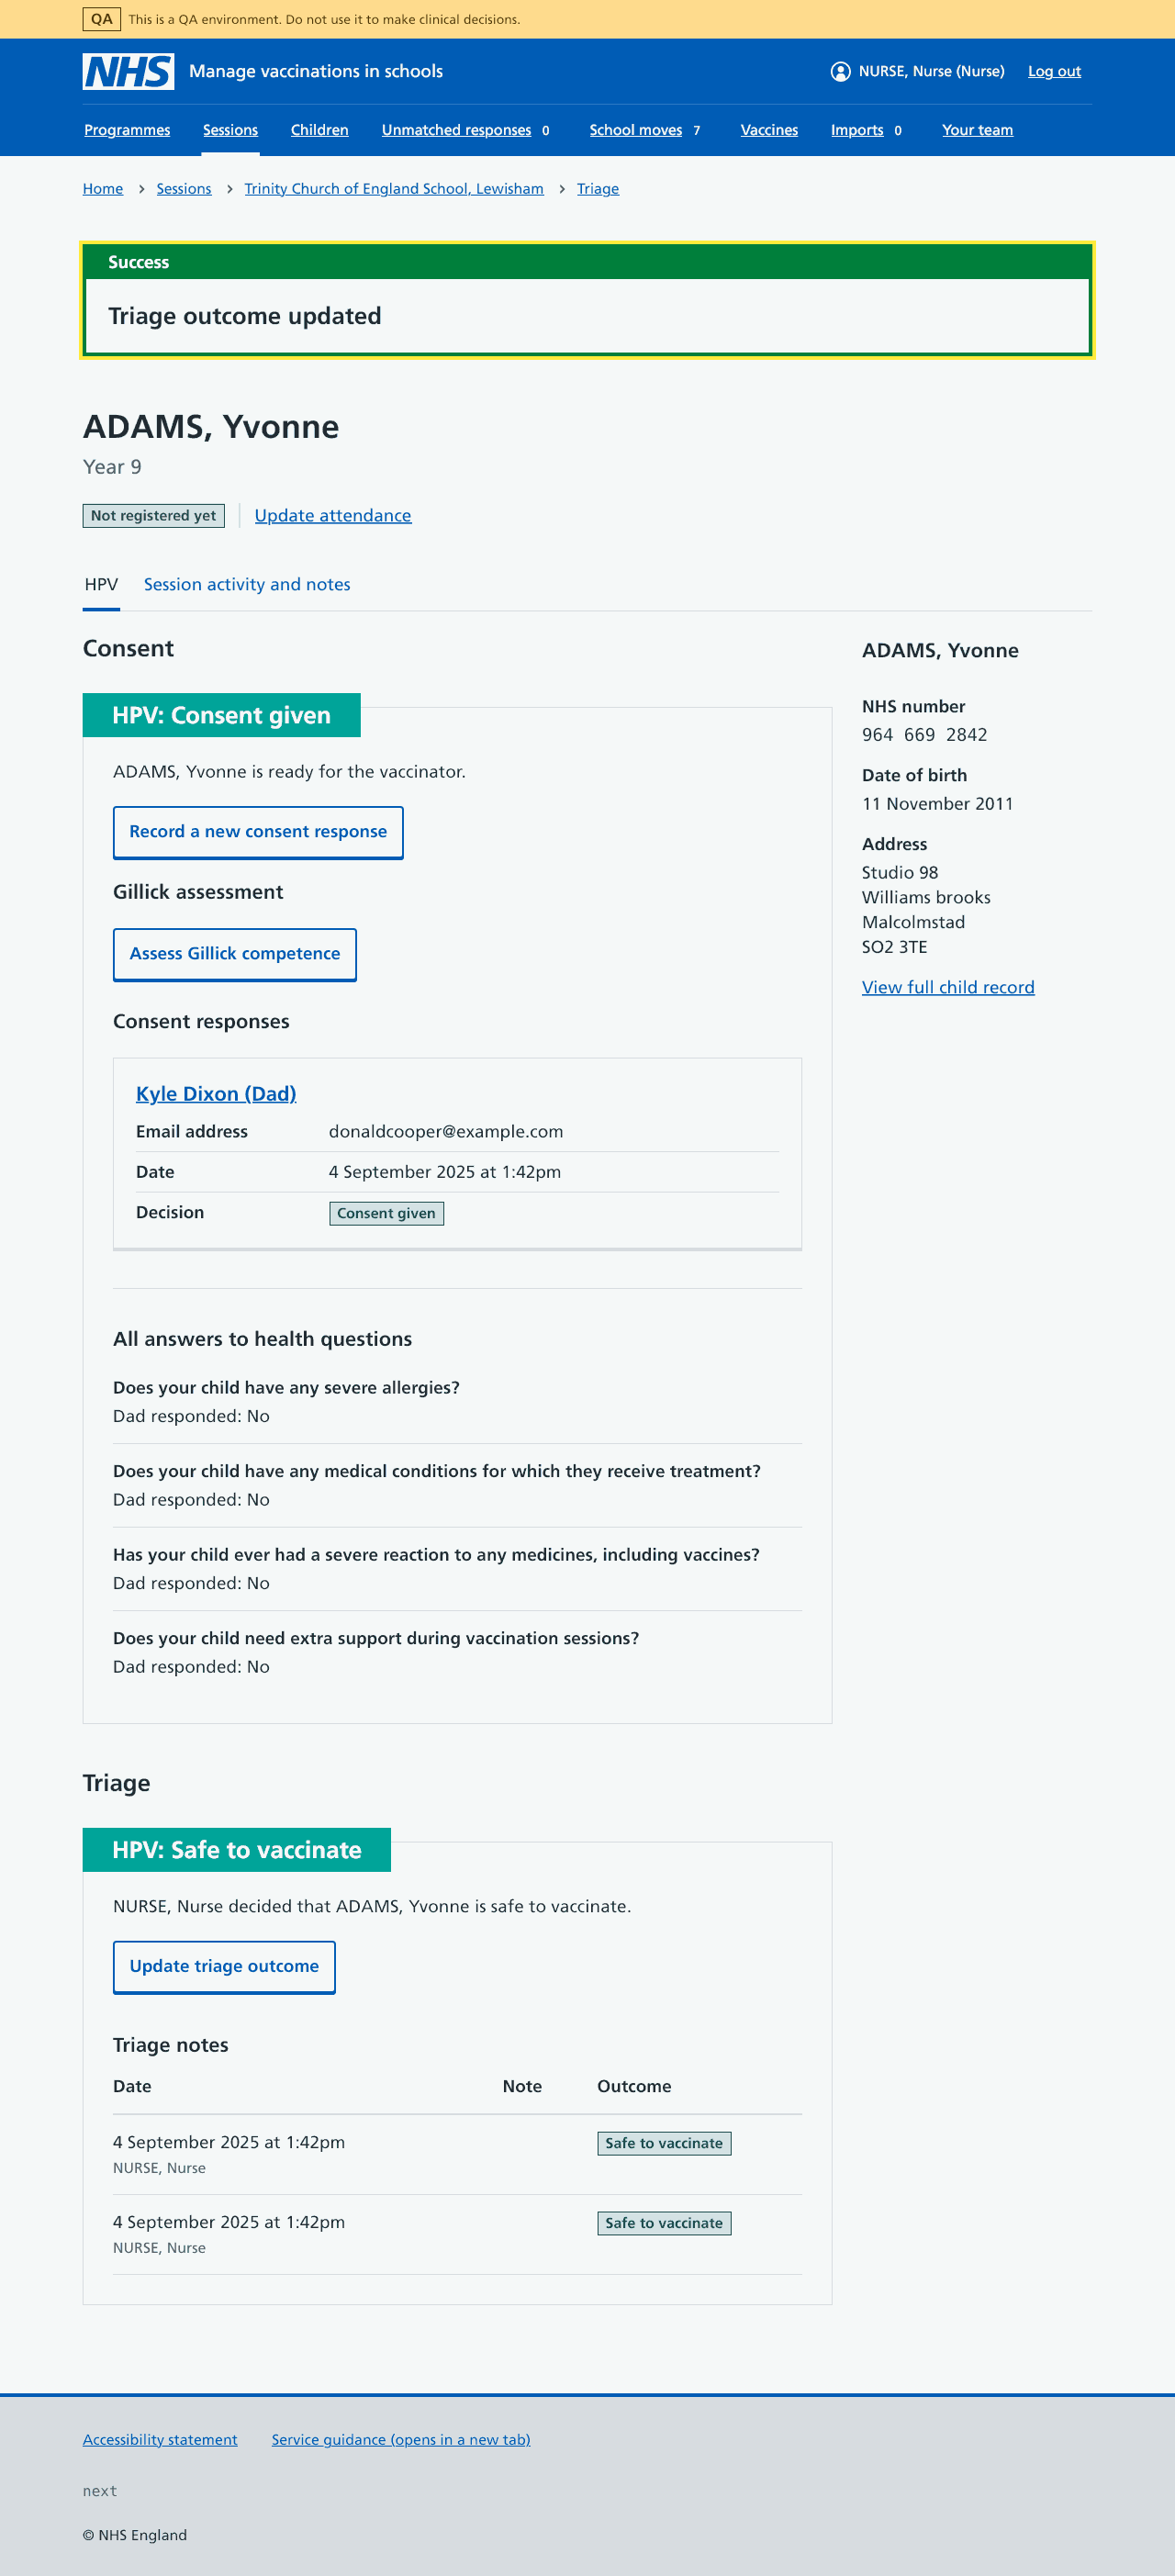 QA This is a QA environment. Do not use it to make clinical decisions.
NHS Manage vaccinations in schools NURSE, Nurse (Nurse) Log out
Programmes Sessions Children Unmatched responses 0 School moves 7 Vaccines Imports 0 Your team
Home Sessions Trinity Church of England School, Lewisham Triage
Success
Triage outcome updated
ADAMS, Yvonne
Year 9
Not registered yet Update attendance
HPV Session activity and notes
Consent
HPV: Consent given
ADAMS, Yvonne is ready for the vaccinator.
Record a new consent response
Gillick assessment
Assess Gillick competence
Consent responses
Kyle Dixon (Dad)
Email address donaldcooper@example.com
Date 4 September 2025 at 1:42pm
Decision Consent given
All answers to health questions
Does your child have any severe allergies?
Dad responded: No
Does your child have any medical conditions for which they receive treatment?
Dad responded: No
Has your child ever had a severe reaction to any medicines, including vaccines?
Dad responded: No
Does your child need extra support during vaccination sessions?
Dad responded: No
ADAMS, Yvonne
NHS number
964 669 2842
Date of birth
11 November 2011
Address
Studio 98
Williams brooks
Malcolmstad
SO2 3TE
View full child record
Triage
HPV: Safe to vaccinate
NURSE, Nurse decided that ADAMS, Yvonne is safe to vaccinate.
Update triage outcome
Triage notes
Date Note Outcome
4 September 2025 at 1:42pm Safe to vaccinate
NURSE, Nurse
4 September 2025 at 1:42pm Safe to vaccinate
NURSE, Nurse
Accessibility statement Service guidance (opens in a new tab)
next
© NHS England